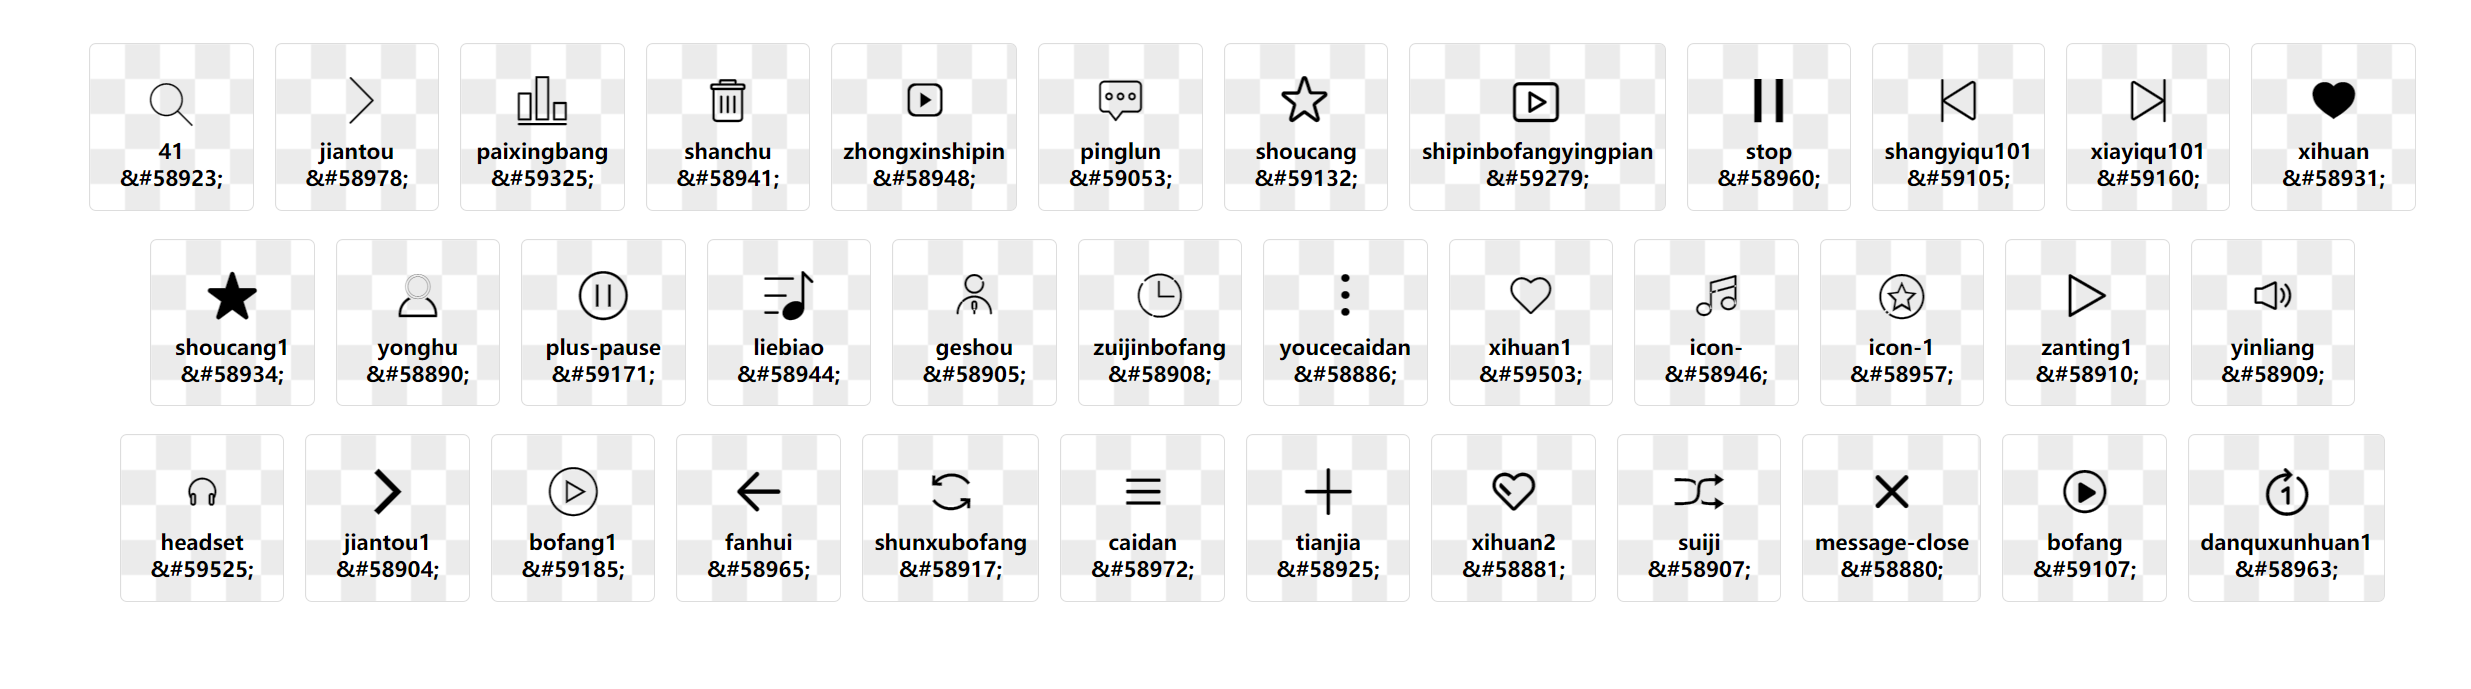 41
&#58923;
jiantou
&#58978;
paixingbang
&#59325;
shanchu
&#58941;
zhongxinshipin
&#58948;
pinglun
&#59053;
shoucang
&#59132;
shipinbofangyingpian
&#59279;
stop
&#58960;
shangyiqu101
&#59105;
xiayiqu101
&#59160;
xihuan
&#58931;
shoucang1
&#58934;
yonghu
&#58890;
plus-pause
&#59171;
liebiao
&#58944;
geshou
&#58905;
zuijinbofang
&#58908;
youcecaidan
&#58886;
xihuan1
&#59503;
icon-
&#58946;
icon-1
&#58957;
zanting1
&#58910;
yinliang
&#58909;
headset
&#59525;
jiantou1
&#58904;
bofang1
&#59185;
fanhui
&#58965;
shunxubofang
&#58917;
caidan
&#58972;
tianjia
&#58925;
xihuan2
&#58881;
suiji
&#58907;
message-close
&#58880;
bofang
&#59107;
1
danquxunhuan1
&#58963;